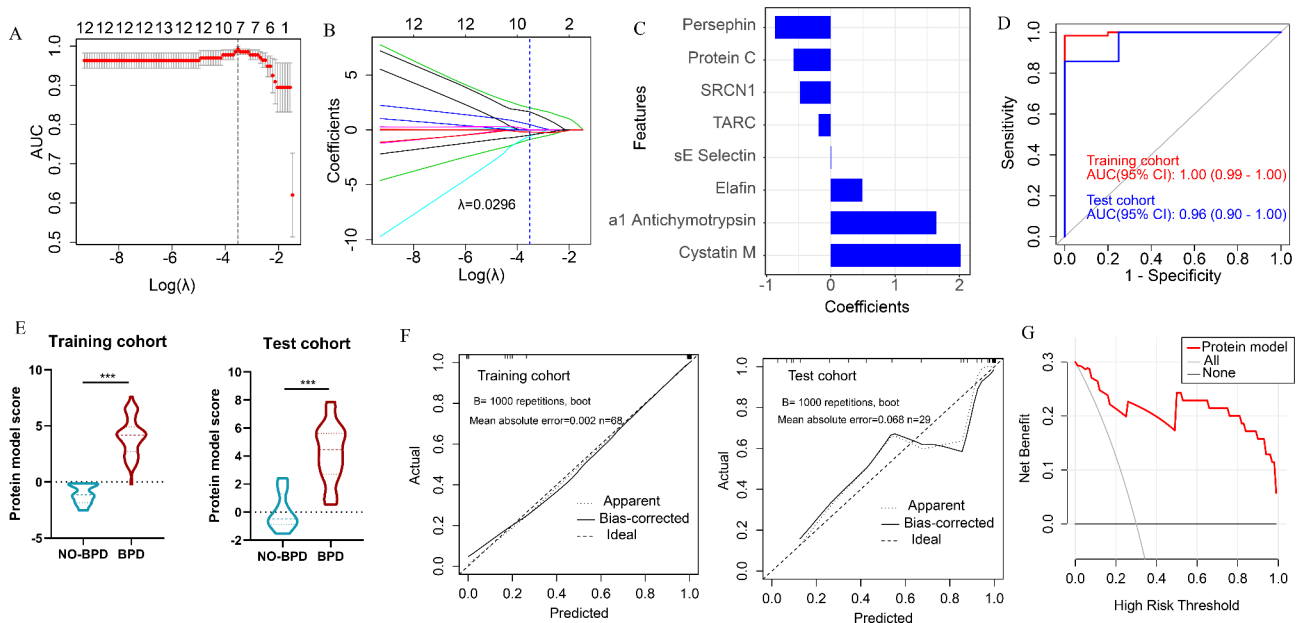 A
12 12 12 12 13 12 12 10 7 7 6 1
AUC
1.0
0.9
0.8
0.7
0.6
0.5
-8 -6 -4 -2
Log(λ)
B
12 12 12 10 2
Coefficients
5
0
-5
-10
λ=0.0296
-8 -6 -4 -2
Log(λ)
C
Features
Persephin
Protein C
SRCN1
TARC
sE Selectin
Elafin
a1 Antichymotrypsin
Cystatin M
-1 0 1 2
Coefficients
D
Sensitivity
1.0
0.8
0.6
0.4
0.2
0.0
Training cohort
AUC(95% CI): 1.00 (0.99 - 1.00)
Test cohort
AUC(95% CI): 0.96 (0.90 - 1.00)
0.0 0.2 0.4 0.6 0.8 1.0
1 - Specificity
E
Training cohort
Protein model score
10
5
0
-5
***
NO-BPD BPD
Test cohort
Protein model score
10
8
6
4
2
0
-2
***
NO-BPD BPD
F
Actual
1.0
0.8
0.6
0.4
0.2
0.0
Training cohort
B= 1000 repetitions, boot
Mean absolute error=0.002 n=68
Apparent
Bias-corrected
Ideal
0.0 0.2 0.4 0.6 0.8 1.0
Predicted
Actual
1.0
0.8
0.6
0.4
0.2
0.0
Test cohort
B= 1000 repetitions, boot
Mean absolute error=0.068 n=29
Apparent
Bias-corrected
Ideal
0.0 0.2 0.4 0.6 0.8 1.0
Predicted
G
Net Benefit
0.3
0.2
0.1
0.0
Protein model
All
None
0.0 0.2 0.4 0.6 0.8 1.0
High Risk Threshold